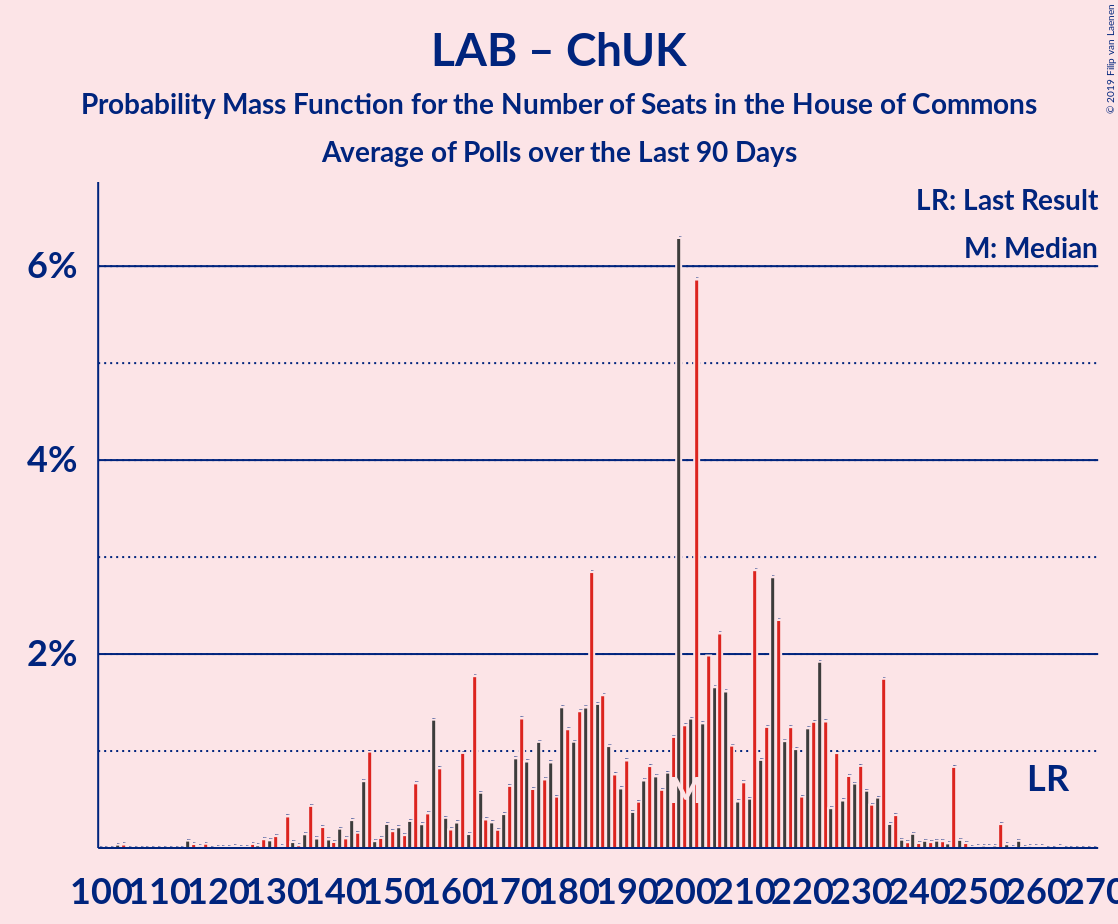 LAB – ChUK
Probability Mass Function for the Number of Seats in the House of Commons
Average of Polls over the Last 90 Days
© 2019 Filip van Laenen
LR: Last Result
M: Median
6%
4%
2%
M
LR
100 110 120 130 140 150 160 170 180 190 200 210 220 230 240 250 260 270